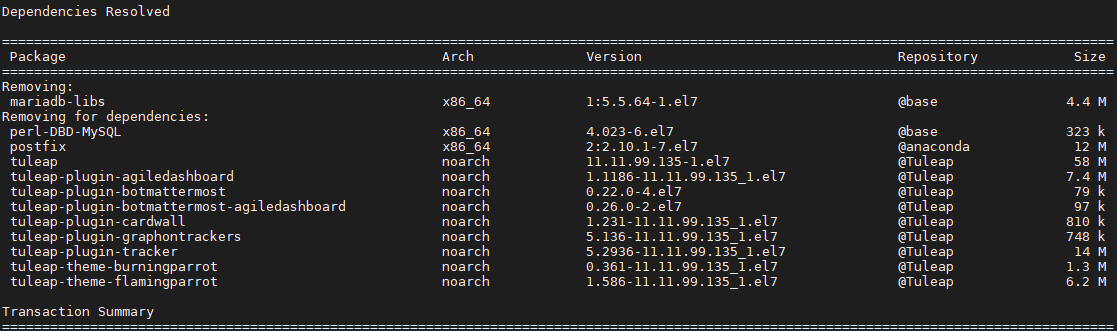 Dependencies Resolved
================================================================================
Package Arch Version Repository Size
================================================================================
Removing:
mariadb-libs x86_64 1:5.5.64-1.el7 @base 4.4 M
Removing for dependencies:
perl-DBD-MySQL x86_64 4.023-6.el7 @base 323 k
postfix x86_64 2:2.10.1-7.el7 @anaconda 12 M
tuleap noarch 11.11.99.135-1.el7 @Tuleap 58 M
tuleap-plugin-agiledashboard noarch 1.1186-11.11.99.135_1.el7 @Tuleap 7.4 M
tuleap-plugin-botmattermost noarch 0.22.0-4.el7 @Tuleap 79 k
tuleap-plugin-botmattermost-agiledashboard noarch 0.26.0-2.el7 @Tuleap 97 k
tuleap-plugin-cardwall noarch 1.231-11.11.99.135_1.el7 @Tuleap 810 k
tuleap-plugin-graphontrackers noarch 5.136-11.11.99.135_1.el7 @Tuleap 748 k
tuleap-plugin-tracker noarch 5.2936-11.11.99.135_1.el7 @Tuleap 14 M
tuleap-theme-burningparrot noarch 0.361-11.11.99.135_1.el7 @Tuleap 1.3 M
tuleap-theme-flamingparrot noarch 1.586-11.11.99.135_1.el7 @Tuleap 6.2 M
Transaction Summary
================================================================================